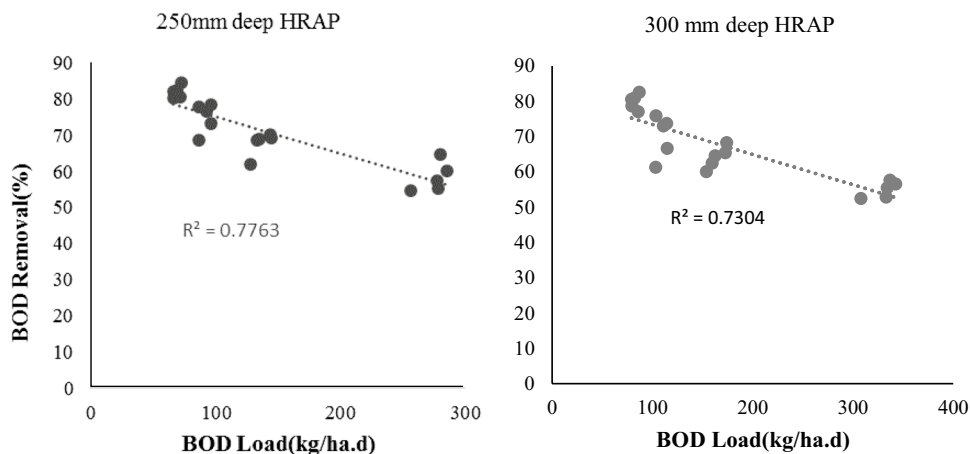 250mm deep HRAP
90
80
70
60
50
40
30
20
10
0
BOD Removal(%)
R² = 0.7763
0 100 200 300
BOD Load(kg/ha.d)
300 mm deep HRAP
90
80
70
60
50
40
30
20
10
0
R² = 0.7304
0 100 200 300 400
BOD Load(kg/ha.d)